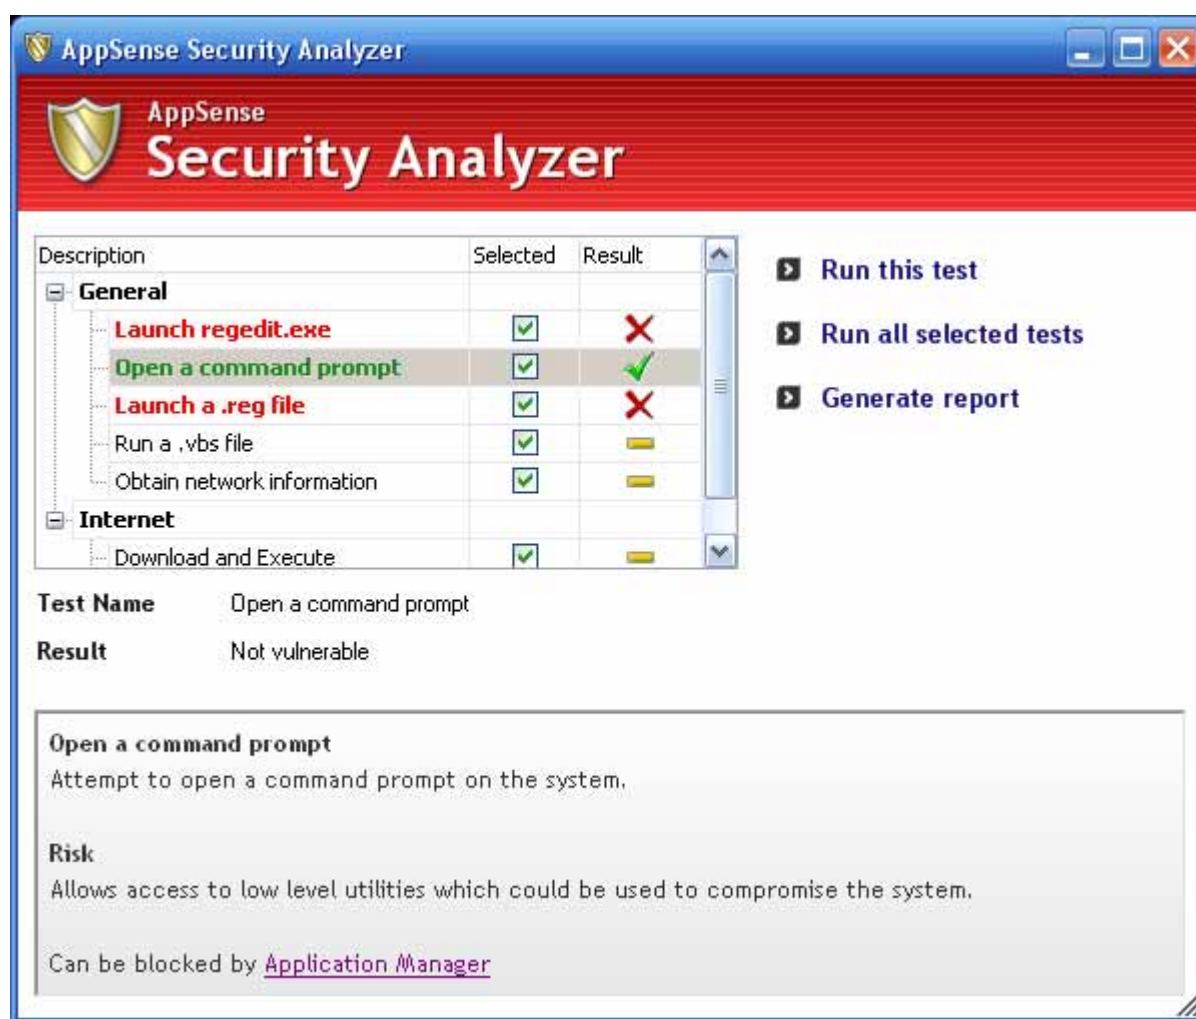 AppSense Security Analyzer
AppSense
Security Analyzer
Description Selected Result
General
Launch regedit.exe
Open a command prompt
Launch a .reg file
Run a .vbs file
Obtain network information
Internet
Download and Execute
Run this test
Run all selected tests
Generate report
Test Name Open a command prompt
Result Not vulnerable
Open a command prompt
Attempt to open a command prompt on the system.
Risk
Allows access to low level utilities which could be used to compromise the system.
Can be blocked by Application Manager